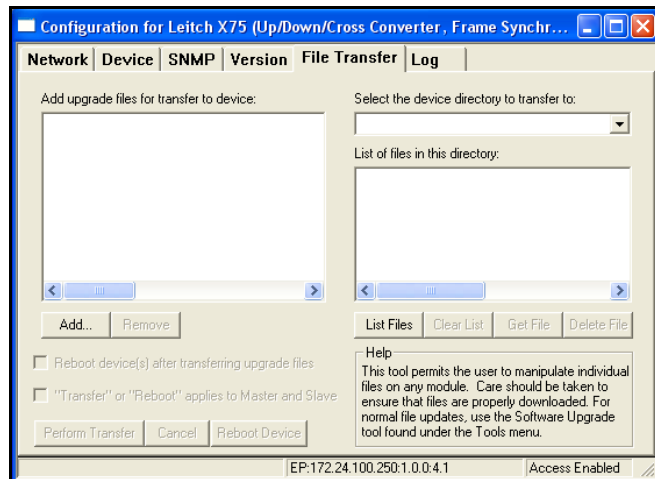 Configuration for Leitch X75 (Up/Down/Cross Converter, Frame Synchr...
Network Device SNMP Version File Transfer Log
Add upgrade files for transfer to device:
Add... Remove
Reboot device(s) after transferring upgrade files
"Transfer" or "Reboot" applies to Master and Slave
Perform Transfer Cancel Reboot Device
Select the device directory to transfer to:
List of files in this directory:
List Files Clear List Get File Delete File
Help
This tool permits the user to manipulate individual
files on any module. Care should be taken to
ensure that files are properly downloaded. For
normal file updates, use the Software Upgrade
tool found under the Tools menu.
EP:172.24.100.250:1.0.0:4.1 Access Enabled